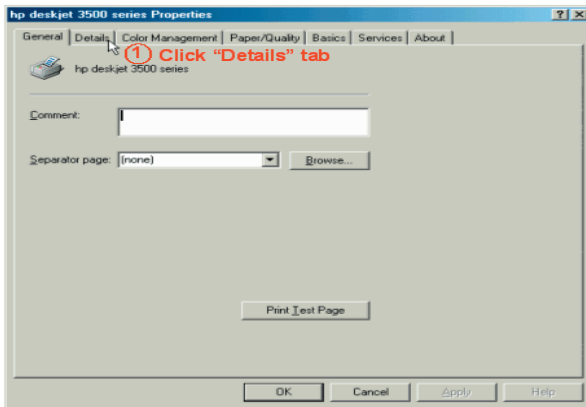 hp deskjet 3500 series Properties
General Details Color Management Paper/Quality Basics Services About
1 Click “Details” tab
hp deskjet 3500 series
Comment:
Separator page: (none) Browse...
Print Test Page
OK Cancel Apply Help